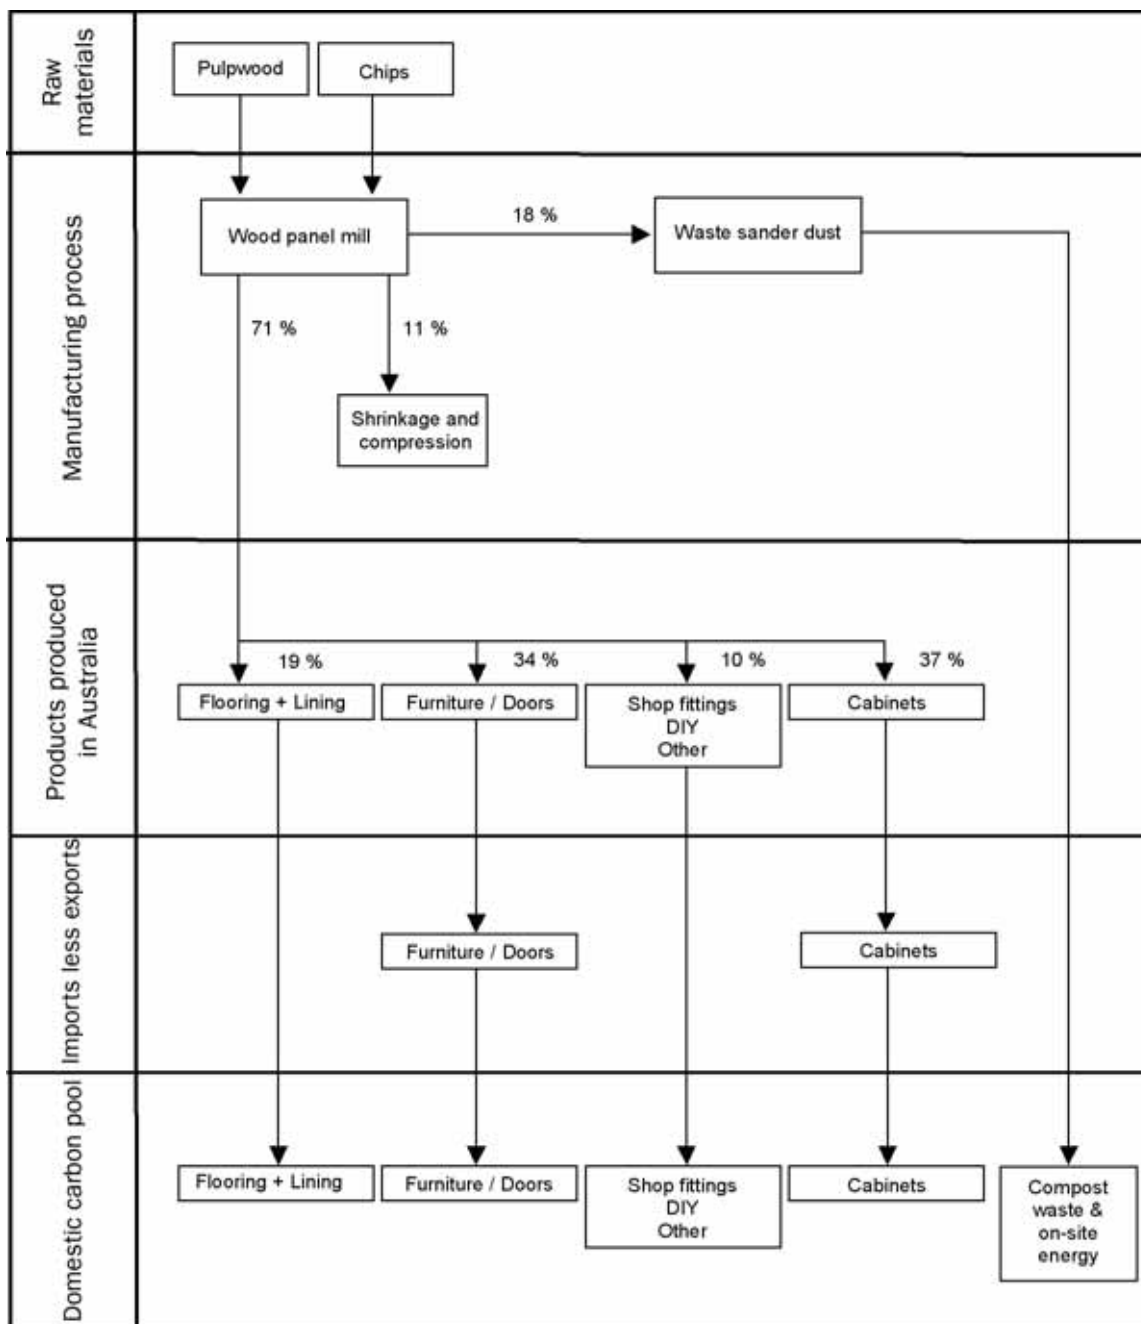 Raw
materials
Pulpwood
Chips
Manufacturing process
Wood panel mill
18 %
Waste sander dust
71 %
11 %
Shrinkage and
compression
Products produced
in Australia
19 %
34 %
10 %
37 %
Flooring + Lining
Furniture / Doors
Shop fittings
DIY
Other
Cabinets
Imports less exports
Furniture / Doors
Cabinets
Domestic carbon pool
Flooring + Lining
Furniture / Doors
Shop fittings
DIY
Other
Cabinets
Compost
waste &
on-site
energy